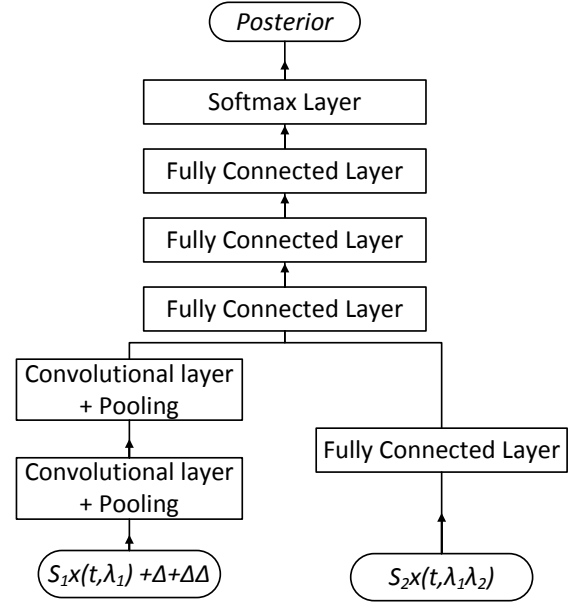 Posterior
Softmax Layer
Fully Connected Layer
Fully Connected Layer
Fully Connected Layer
Convolutional layer
+ Pooling
Fully Connected Layer
Convolutional layer
+ Pooling
S₁x(t,λ₁) +Δ+ΔΔ
S₂x(t,λ₁λ₂)